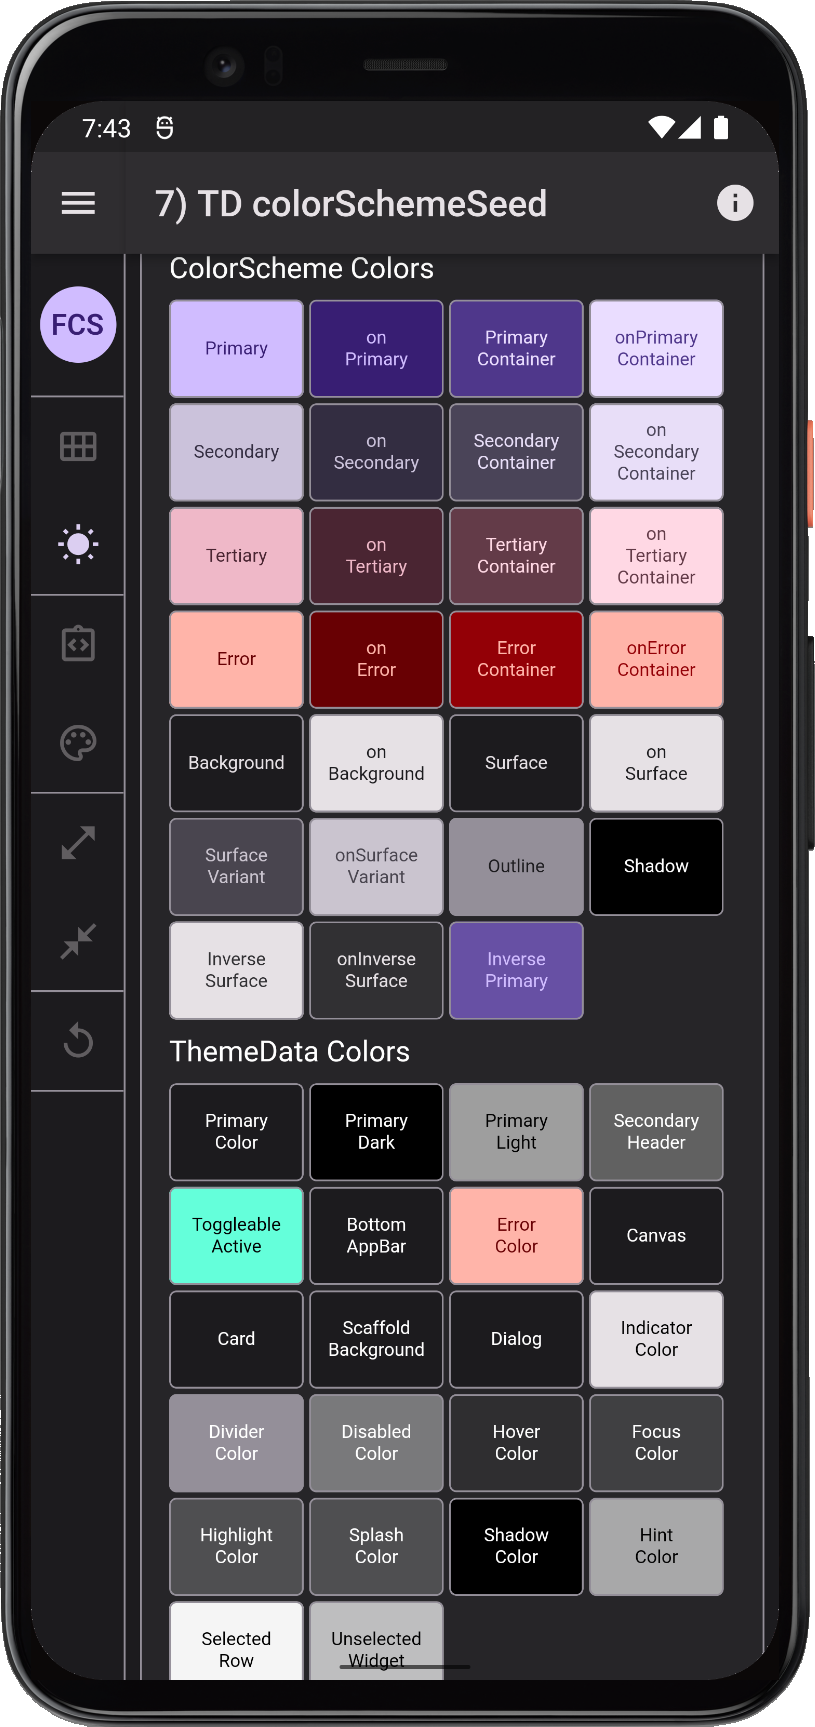 7:43
7) TD colorSchemeSeed
FCS
ColorScheme Colors
Primary
on
Primary
Primary
Container
onPrimary
Container
Secondary
on
Secondary
Secondary
Container
on
Secondary
Container
Tertiary
on
Tertiary
Tertiary
Container
on
Tertiary
Container
Error
on
Error
Error
Container
onError
Container
Background
on
Background
Surface
on
Surface
Surface
Variant
onSurface
Variant
Outline
Shadow
Inverse
Surface
onInverse
Surface
Inverse
Primary
ThemeData Colors
Primary
Color
Primary
Dark
Primary
Light
Secondary
Header
Toggleable
Active
Bottom
AppBar
Error
Color
Canvas
Card
Scaffold
Background
Dialog
Indicator
Color
Divider
Color
Disabled
Color
Hover
Color
Focus
Color
Highlight
Color
Splash
Color
Shadow
Color
Hint
Color
Selected
Row
Unselected
Widget